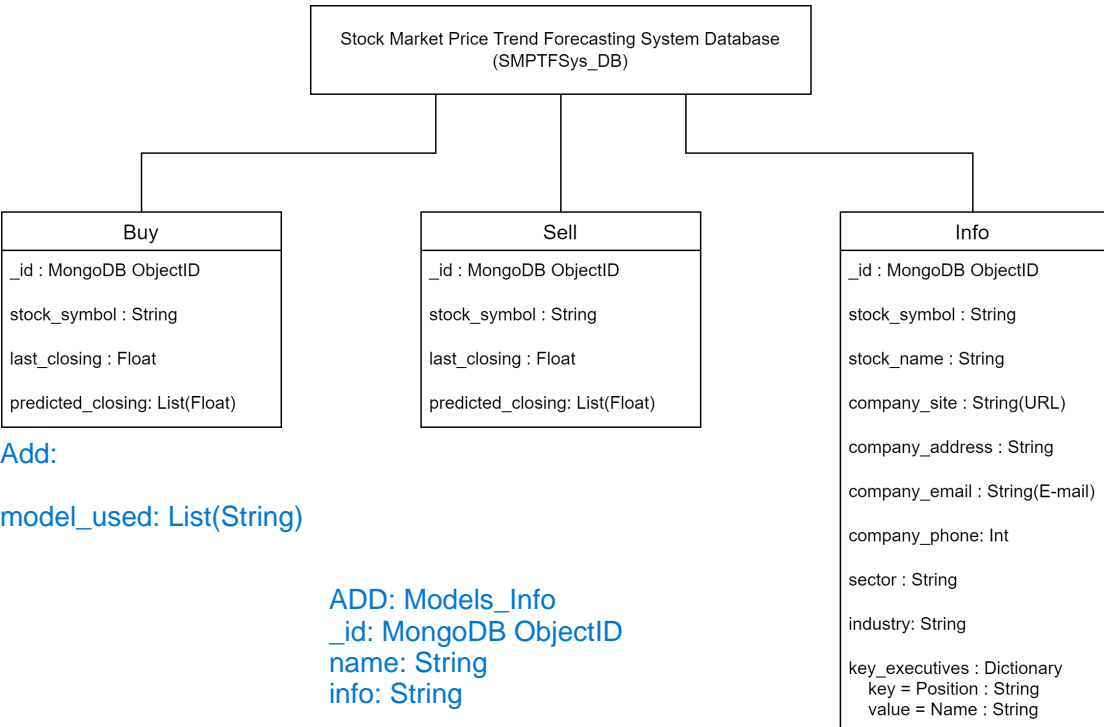 Stock Market Price Trend Forecasting System Database
(SMPTFSys_DB)
Buy
_id : MongoDB ObjectID
stock_symbol : String
last_closing : Float
predicted_closing: List(Float)
Add:
model_used: List(String)
Sell
_id : MongoDB ObjectID
stock_symbol : String
last_closing : Float
predicted_closing: List(Float)
ADD: Models_Info
_id: MongoDB ObjectID
name: String
info: String
Info
_id : MongoDB ObjectID
stock_symbol : String
stock_name : String
company_site : String(URL)
company_address : String
company_email : String(E-mail)
company_phone: Int
sector : String
industry: String
key_executives : Dictionary
key = Position : String
value = Name : String